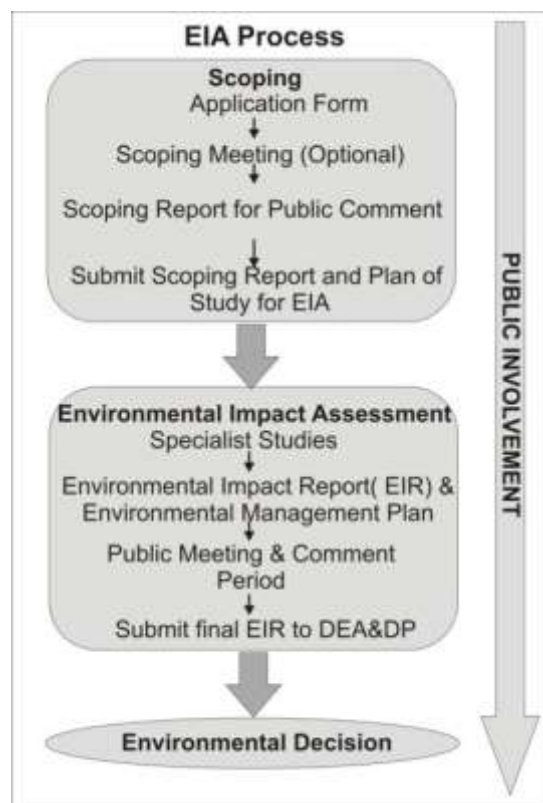 EIA Process
Scoping
Application Form
Scoping Meeting (Optional)
Scoping Report for Public Comment
Submit Scoping Report and Plan of
Study for EIA
Environmental Impact Assessment
Specialist Studies
Environmental Impact Report( EIR) &
Environmental Management Plan
Public Meeting & Comment
Period
Submit final EIR to DEA&DP
Environmental Decision
PUBLIC INVOLVEMENT